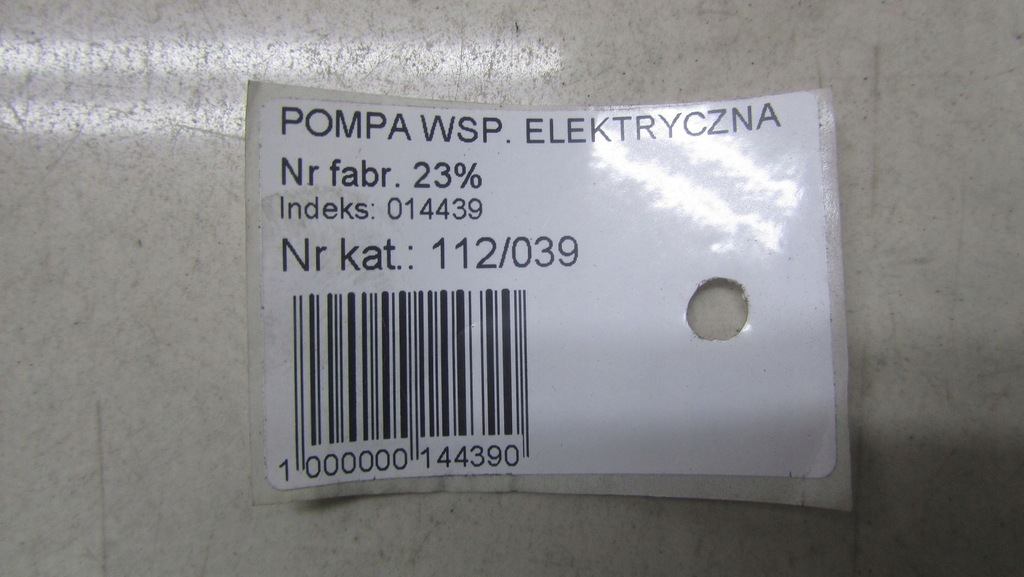 POMPA WSP. ELEKTRYCZNA
Nr fabr. 23%
Indeks: 014439
Nr kat.: 112/039
1 000000 144390